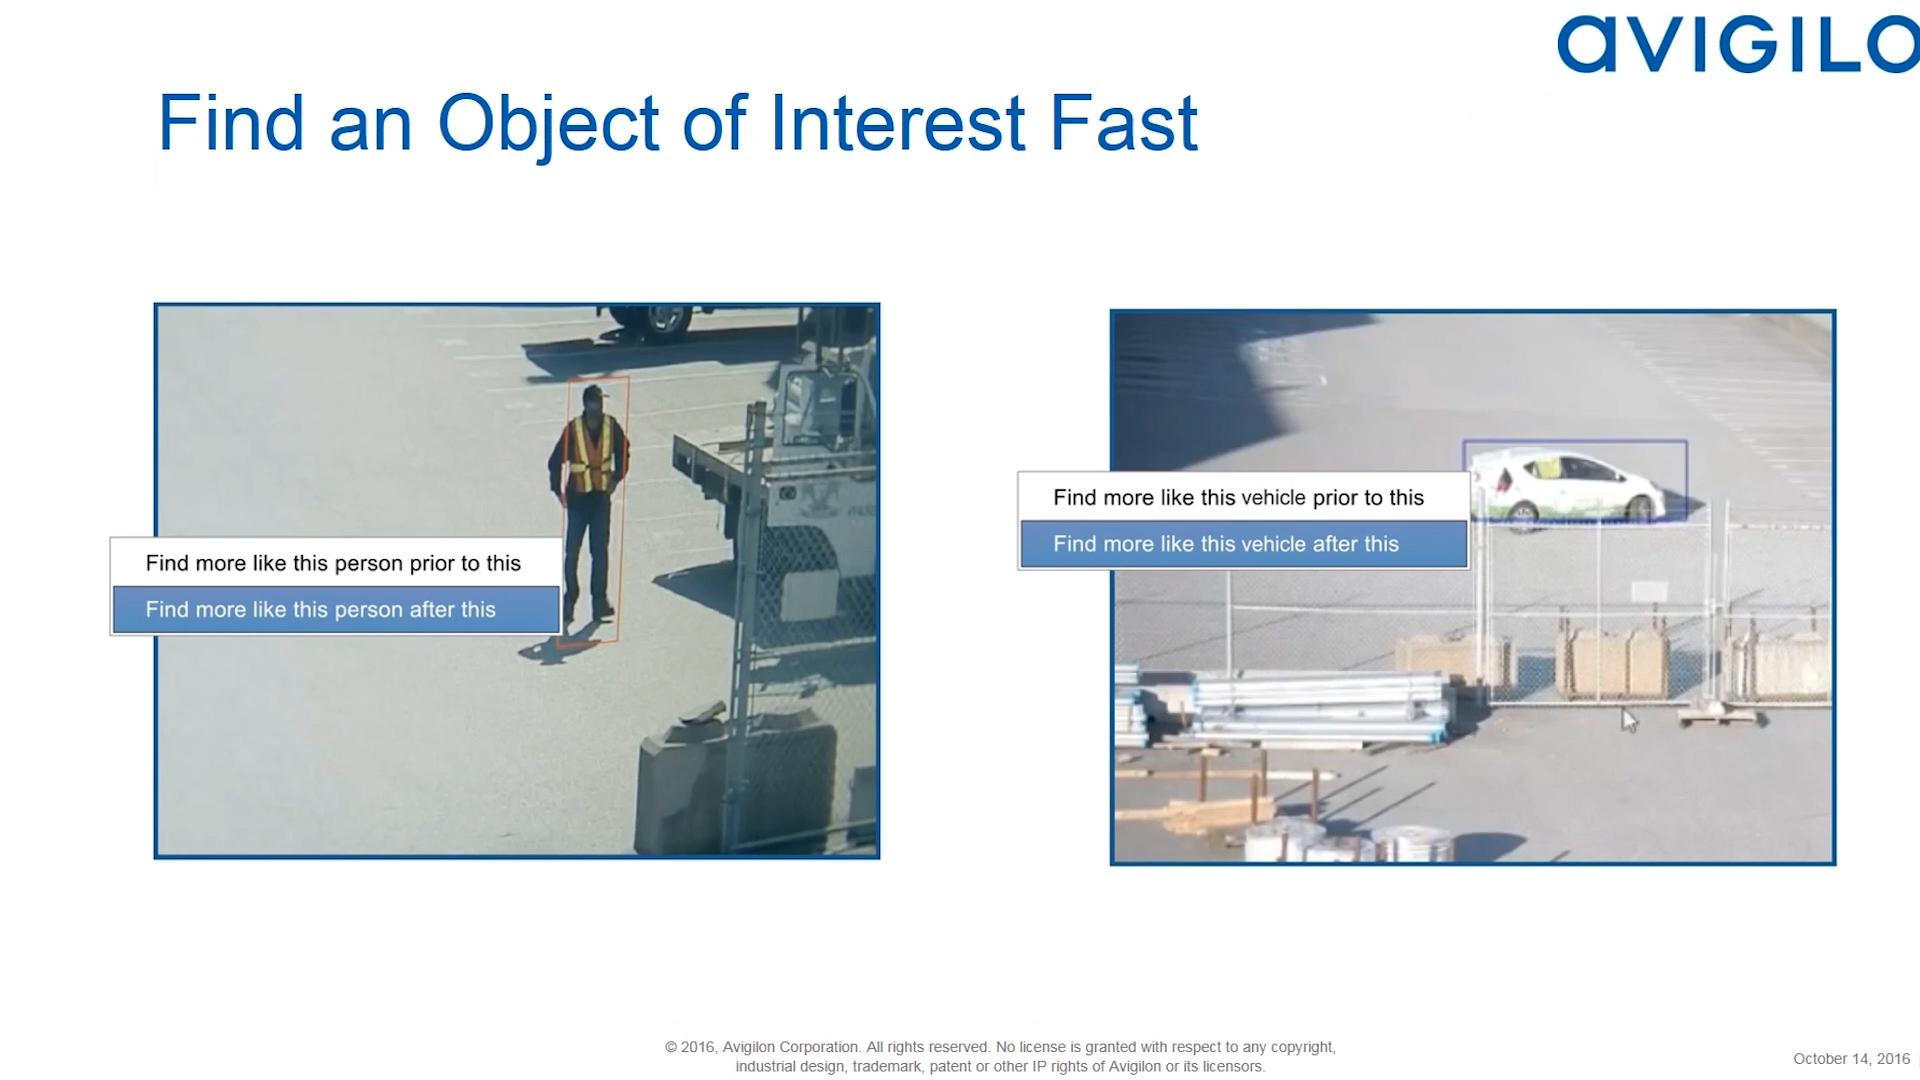 aVIGILO
Find an Object of Interest Fast
Find more like this person prior to this
Find more like this person after this
Find more like this vehicle prior to this
Find more like this vehicle after this
© 2016, Avigilon Corporation. All rights reserved. No license is granted with respect to any copyright,
industrial design, trademark, patent or other IP rights of Avigilon or its licensors.
October 14, 2016